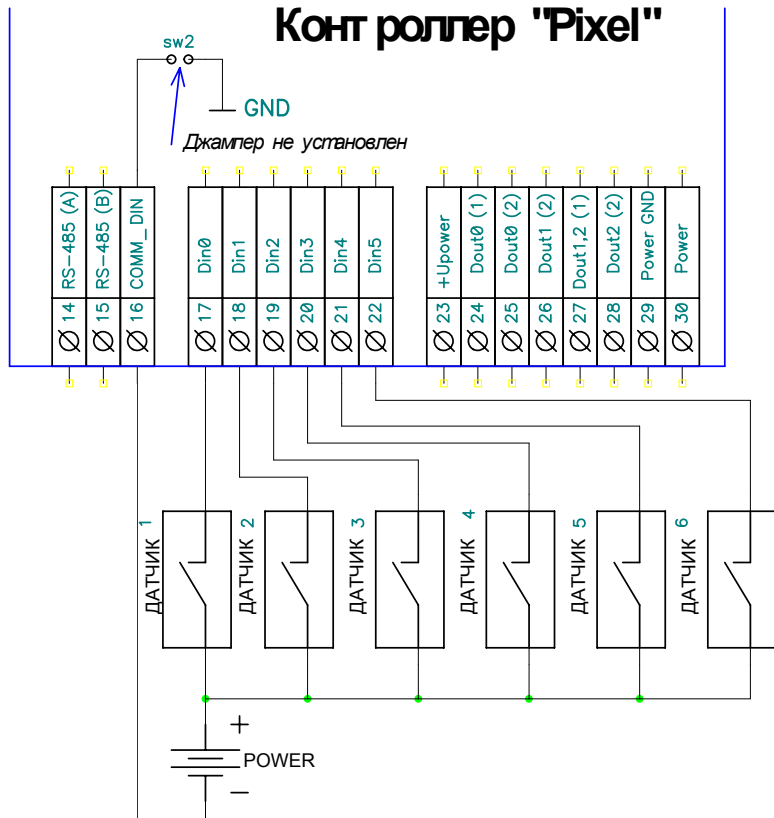 Контроллер "Pixel"
sw2
GND
Джампер не установлен
14 RS-485 (A)
15 RS-485 (B)
16 COMM_DIN
17 Din0
18 Din1
19 Din2
20 Din3
21 Din4
22 Din5
23 +Upower
24 Dout0 (1)
25 Dout0 (2)
26 Dout1 (2)
27 Dout1,2 (1)
28 Dout2 (2)
29 Power GND
30 Power
ДАТЧИК 1
ДАТЧИК 2
ДАТЧИК 3
ДАТЧИК 4
ДАТЧИК 5
ДАТЧИК 6
+
POWER
−